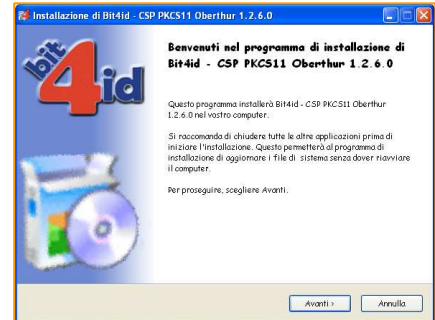 Installazione di Bit4id - CSP PKCS11 Oberthur 1.2.6.0
bit
4id
Benvenuti nel programma di installazione di
Bit4id - CSP PKCS11 Oberthur 1.2.6.0
Questo programma installerà Bit4id - CSP PKCS11 Oberthur
1.2.6.0 nel vostro computer.
Si raccomanda di chiudere tutte le altre applicazioni prima di
iniziare l'installazione. Questo permetterà al programma di
installazione di aggiornare i file di sistema senza dover riavviare
il computer.
Per proseguire, scegliere Avanti.
Avanti >
Annulla